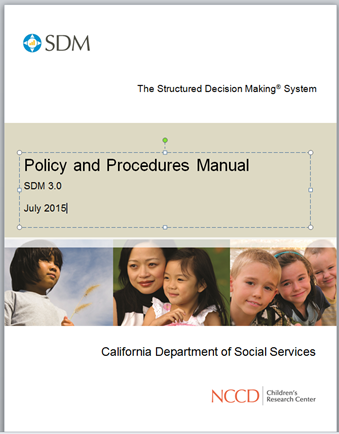 SDM
The Structured Decision Making® System
Policy and Procedures Manual
SDM 3.0
July 2015
California Department of Social Services
NCCD
Children's
Research Center